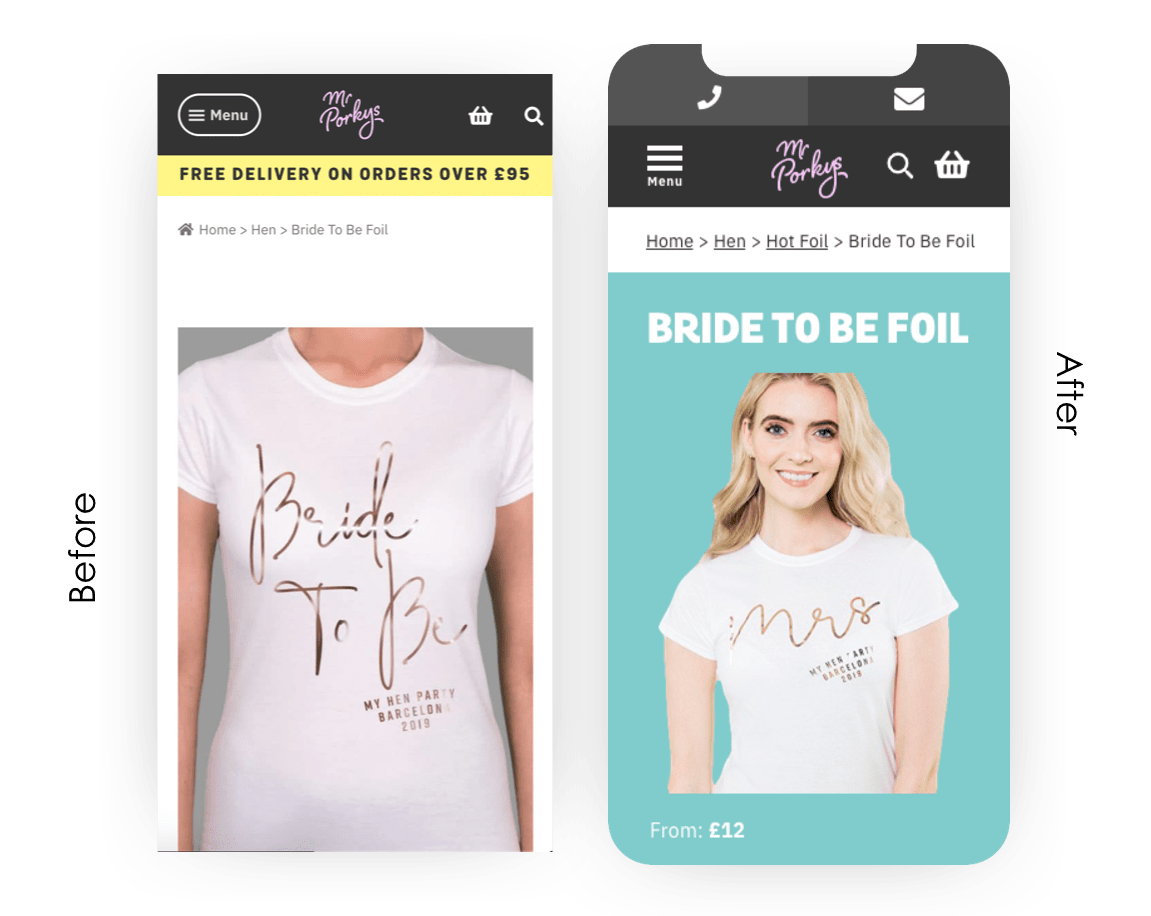 Before
Menu
Mr
Porkys
FREE DELIVERY ON ORDERS OVER £95
Home > Hen > Bride To Be Foil
Bride
To Be
MY HEN PARTY
BARCELONA
2019
Menu
Mr
Porkys
Home > Hen > Hot Foil > Bride To Be Foil
BRIDE TO BE FOIL
Mrs
MY HEN PARTY
BARCELONA
2019
From: £12
After